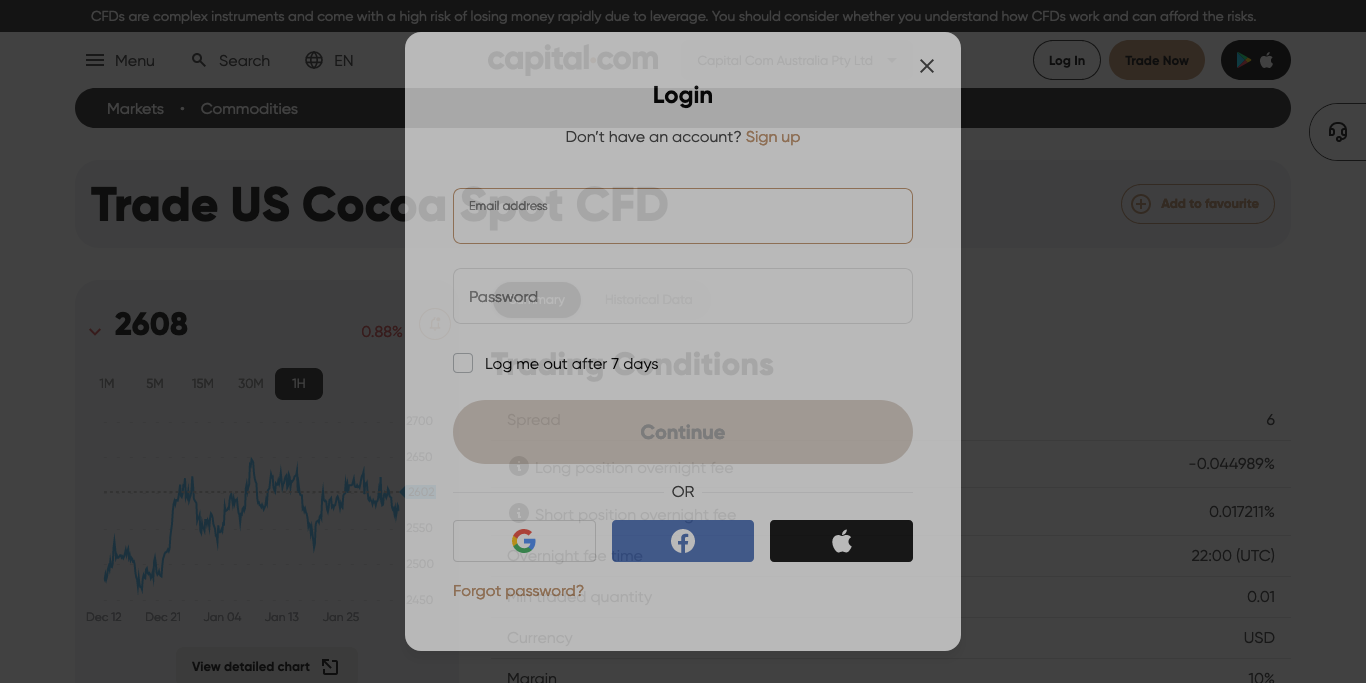 CFDs are complex instruments and come with a high risk of losing money rapidly due to leverage. You should consider whether you understand how CFDs work and can afford the risks.
Menu Search EN capital.com Capital Com Australia Pty Ltd Log In Trade Now
Markets • Commodities
Login
Don't have an account? Sign up
Trade US Cocoa Spot CFD
Add to favourite
Email address
Password
Summary Historical Data
2608 0.88%
Log me out after 7 days
Trading Conditions
1M 5M 15M 30M 1H
Continue
Spread 6
Long position overnight fee -0.044989%
OR
Short position overnight fee 0.017211%
Overnight fee time 22:00 (UTC)
Forgot password?
Min traded quantity 0.01
Currency USD
Margin 10%
2700
2650
2602
2550
2500
2450
Dec 12 Dec 21 Jan 04 Jan 13 Jan 25
View detailed chart